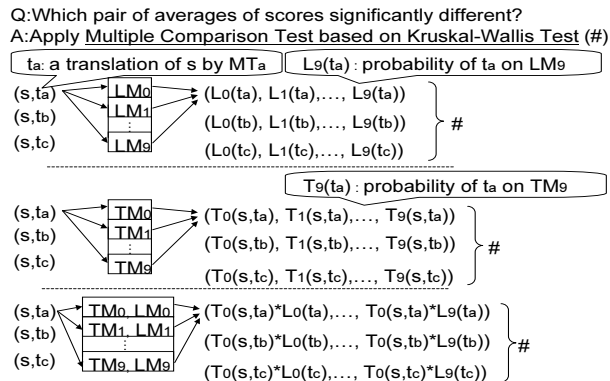 Q:Which pair of averages of scores significantly different?
A:Apply Multiple Comparison Test based on Kruskal-Wallis Test (#)
ta: a translation of s by MTa
L9(ta) : probability of ta on LM9
(s,ta) LM0 (L0(ta), L1(ta),..., L9(ta))
(s,tb) LM1 (L0(tb), L1(tb),..., L9(tb)) #
⋮
(s,tc) LM9 (L0(tc), L1(tc),..., L9(tc))
T9(ta) : probability of ta on TM9
(s,ta) TM0 (T0(s,ta), T1(s,ta),..., T9(s,ta))
(s,tb) TM1 (T0(s,tb), T1(s,tb),..., T9(s,tb)) #
⋮
(s,tc) TM9 (T0(s,tc), T1(s,tc),..., T9(s,tc))
(s,ta) TM0, LM0 (T0(s,ta)*L0(ta),..., T0(s,ta)*L9(ta))
(s,tb) TM1, LM1 (T0(s,tb)*L0(tb),..., T0(s,tb)*L9(tb)) #
⋮
(s,tc) TM9, LM9 (T0(s,tc)*L0(tc),..., T0(s,tc)*L9(tc))